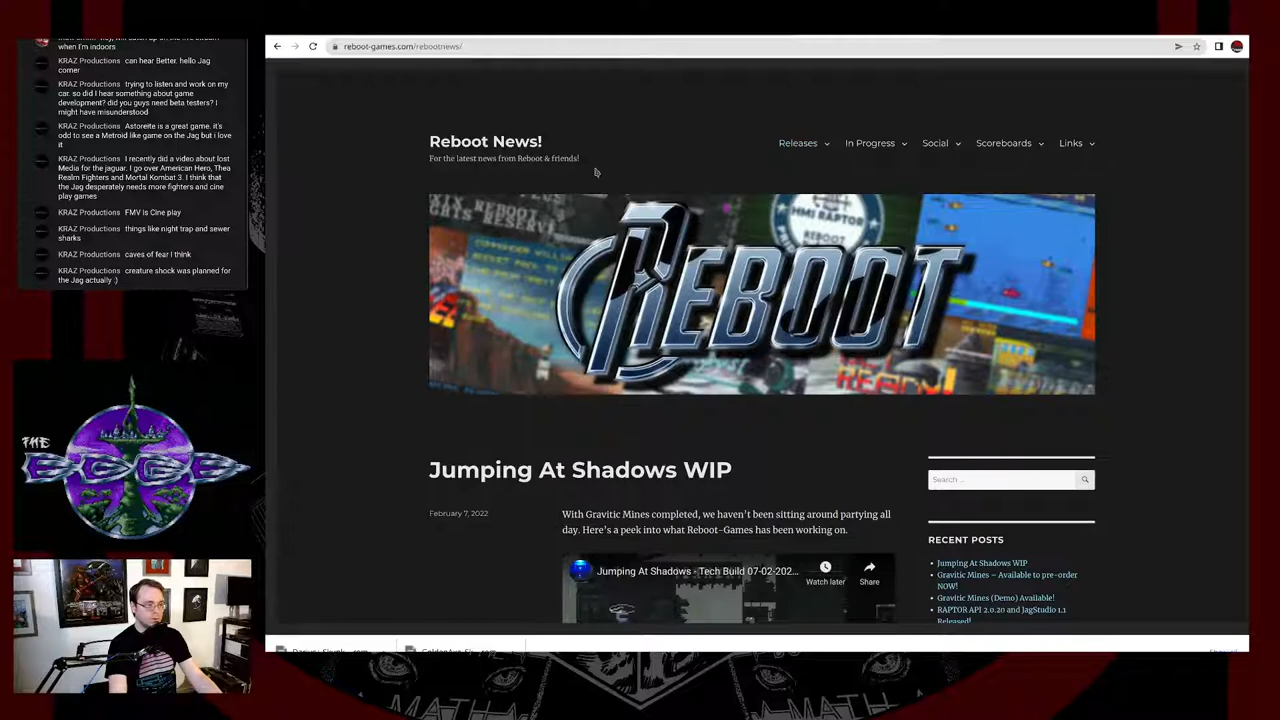 when I'm indoors
KRAZ Productions can hear Better. hello Jag
corner
KRAZ Productions trying to listen and work on my
car. so did I hear something about game
development? did you guys need beta testers? I
might have misunderstood
KRAZ Productions Astoreite is a great game. it's
odd to see a Metroid like game on the Jag but i love
it
KRAZ Productions I recently did a video about lost
Media for the jaguar. I go over American Hero, Thea
Realm Fighters and Mortal Kombat 3. I think that
the Jag desperately needs more fighters and cine
play games
KRAZ Productions FMV is Cine play
KRAZ Productions things like night trap and sewer
sharks
KRAZ Productions caves of fear I think
KRAZ Productions creature shock was planned for
the Jag actually :)
THE
EDGE
reboot-games.com/rebootnews/
Reboot News!
For the latest news from Reboot & friends!
Releases
In Progress
Social
Scoreboards
Links
HMI RAPTOR
REBOOT
REBOOT
READY!
Jumping At Shadows WIP
February 7, 2022
With Gravitic Mines completed, we haven't been sitting around partying all
day. Here's a peek into what Reboot-Games has been working on.
Jumping At Shadows - Tech Build 07-02-202...
Watch later
Share
Search ...
RECENT POSTS
Jumping At Shadows WIP
Gravitic Mines – Available to pre-order
NOW!
Gravitic Mines (Demo) Available!
RAPTOR API 2.0.20 and JagStudio 1.1
Released!